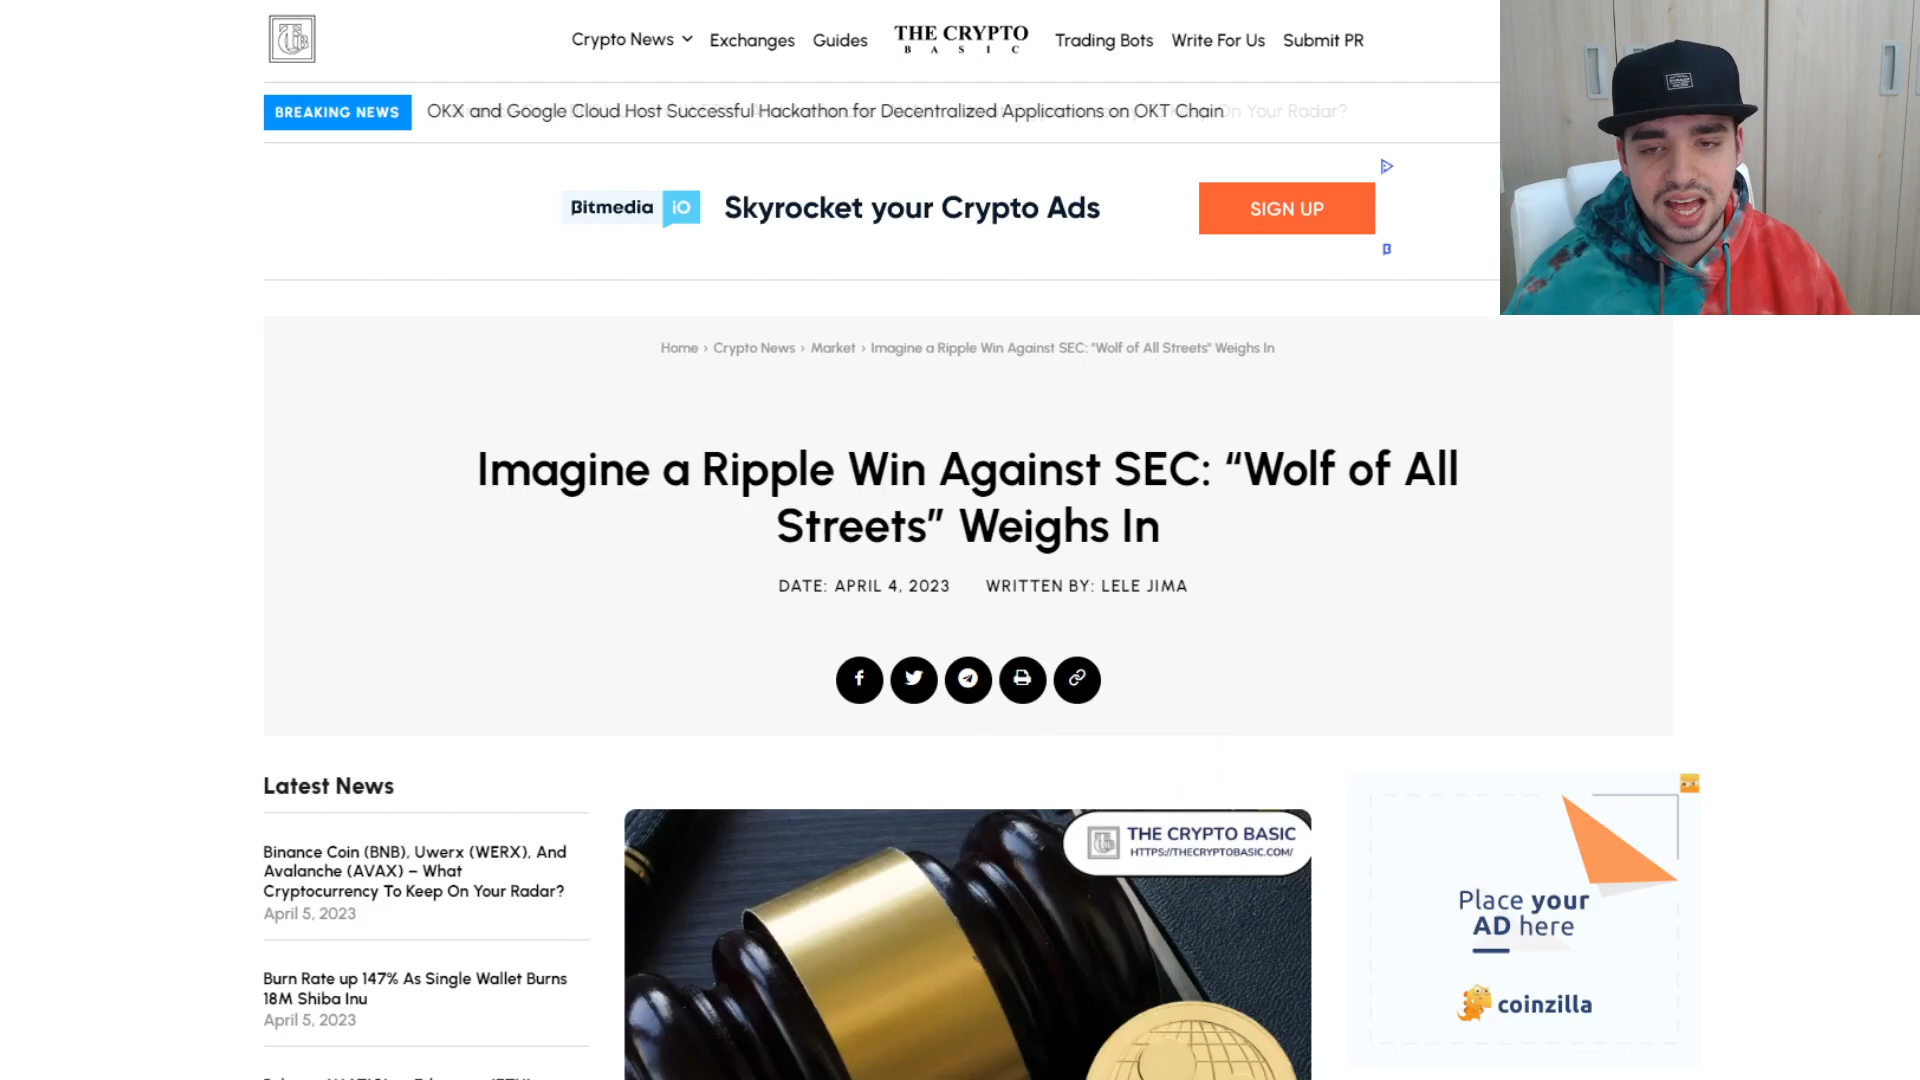 Crypto News
Exchanges
Guides
THE CRYPTO
BASIC
Trading Bots
Write For Us
Submit PR
BREAKING NEWS
OKX and Google Cloud Host Successful Hackathon for Decentralized Applications on OKT Chain
On Your Radar?
Bitmedia iO
Skyrocket your Crypto Ads
SIGN UP
Home › Crypto News › Market › Imagine a Ripple Win Against SEC: "Wolf of All Streets" Weighs In
Imagine a Ripple Win Against SEC: “Wolf of All
Streets” Weighs In
DATE: APRIL 4, 2023
WRITTEN BY: LELE JIMA
Latest News
Binance Coin (BNB), Uwerx (WERX), And
Avalanche (AVAX) – What
Cryptocurrency To Keep On Your Radar?
April 5, 2023
Burn Rate up 147% As Single Wallet Burns
18M Shiba Inu
April 5, 2023
THE CRYPTO BASIC
HTTPS://THECRYPTOBASIC.COM/
Place your
AD here
coinzilla